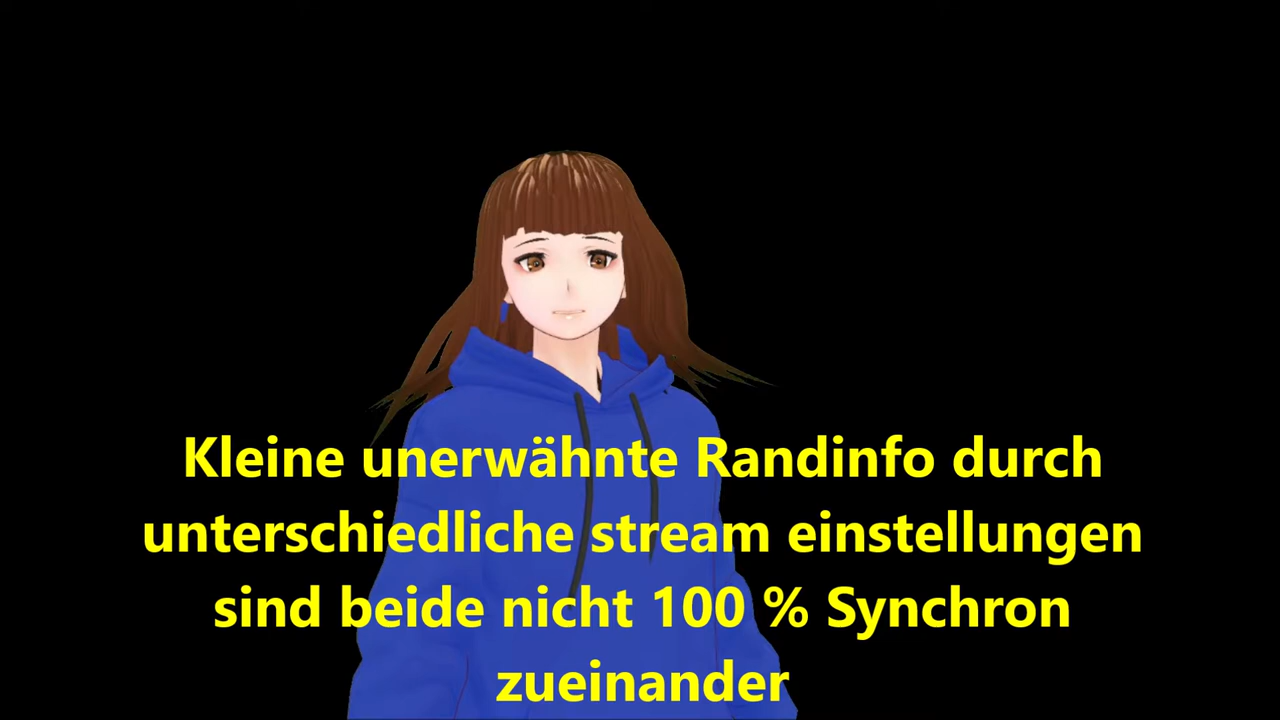 Kleine unerwähnte Randinfo durch
unterschiedliche stream einstellungen
sind beide nicht 100 % Synchron
zueinander